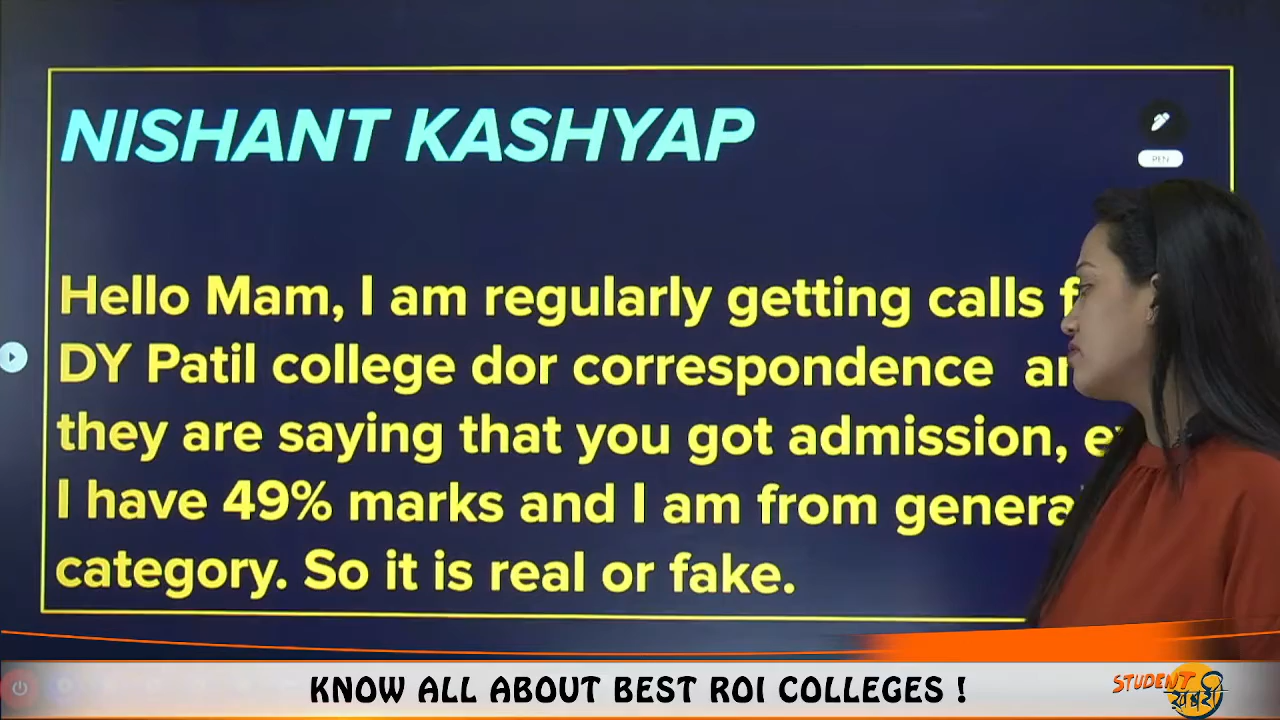 NISHANT KASHYAP
PEN
Hello Mam, I am regularly getting calls
DY Patil college dor correspondence
they are saying that you got admission,
I have 49% marks and I am from
category. So it is real or fake.
KNOW ALL ABOUT BEST ROI COLLEGES !
STUDENT
खबरी